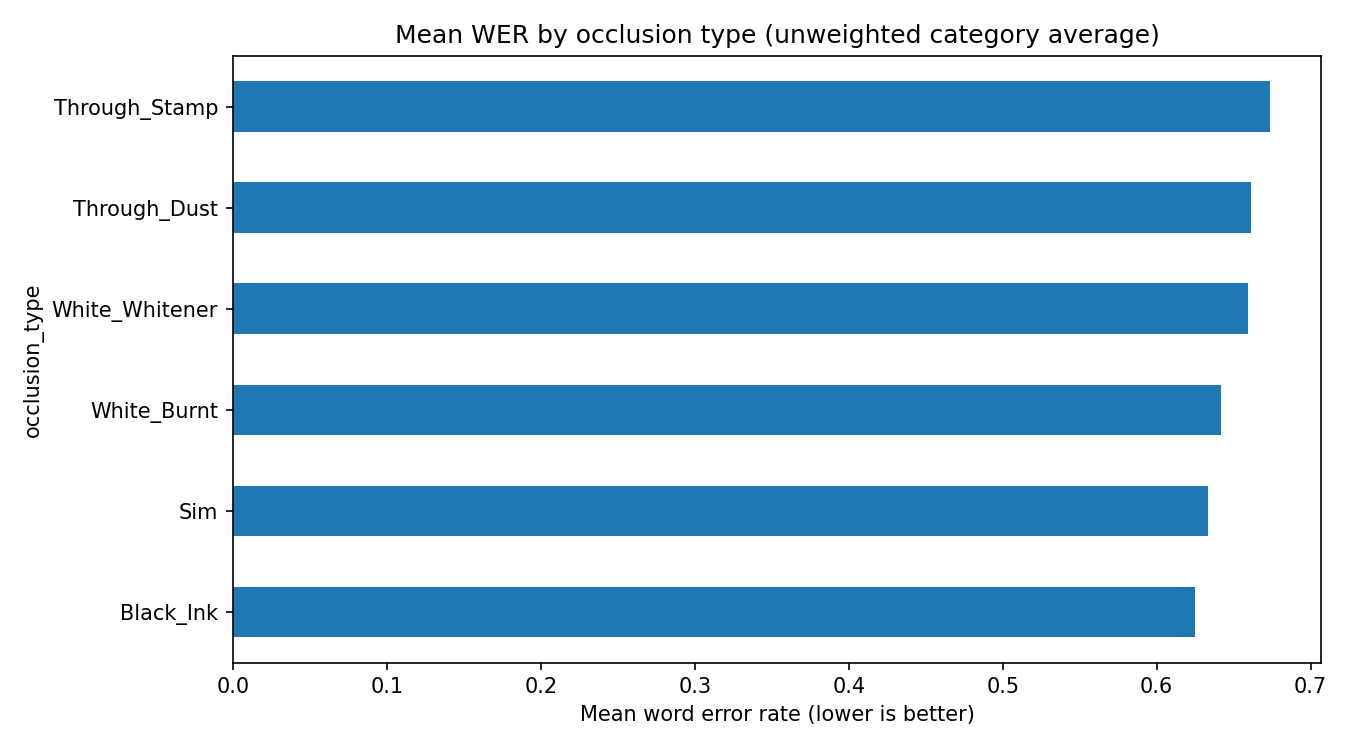 Mean WER by occlusion type (unweighted category average)
Through_Stamp
Through_Dust
White_Whitener
White_Burnt
Sim
Black_Ink
occlusion_type
0.0 0.1 0.2 0.3 0.4 0.5 0.6 0.7
Mean word error rate (lower is better)